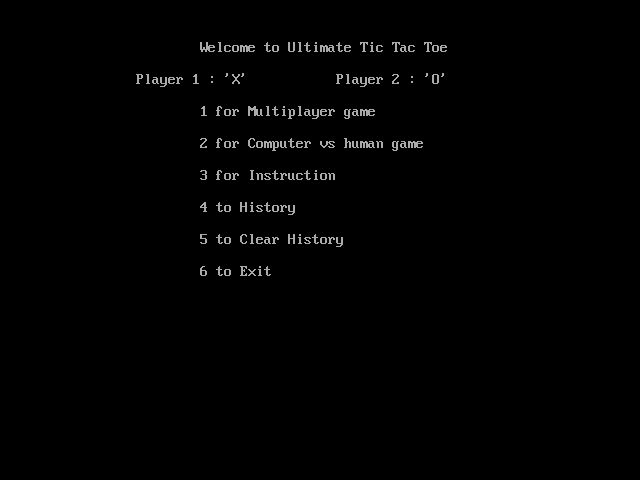 Welcome to Ultimate Tic Tac Toe
Player 1 : 'X' Player 2 : 'O'
1 for Multiplayer game
2 for Computer vs human game
3 for Instruction
4 to History
5 to Clear History
6 to Exit